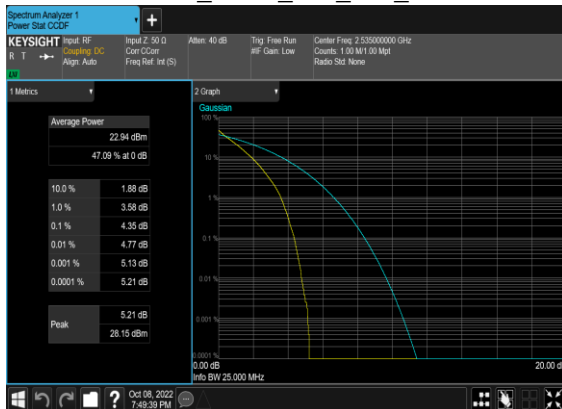 Spectrum Analyzer 1
Power Stat CCDF
+
KEYSIGHT
R T
LXI
Input: RF
Coupling: DC
Align: Auto
Input Z: 50 Ω
Corr CCorr
Freq Ref: Int (S)
Atten: 40 dB
Trig: Free Run
#IF Gain: Low
Center Freq: 2.535000000 GHz
Counts: 1.00 M/1.00 Mpt
Radio Std: None
1 Metrics
Average Power
22.94 dBm
47.09 % at 0 dB
10.0 % 1.88 dB
1.0 % 3.58 dB
0.1 % 4.35 dB
0.01 % 4.77 dB
0.001 % 5.13 dB
0.0001 % 5.21 dB
Peak
5.21 dB
28.15 dBm
2 Graph
Gaussian
100 %
10 %
1 %
0.1 %
0.01 %
0.001 %
0.0001 %
0.00 dB
20.00 d
Info BW 25.000 MHz
?
Oct 08, 2022
7:49:39 PM